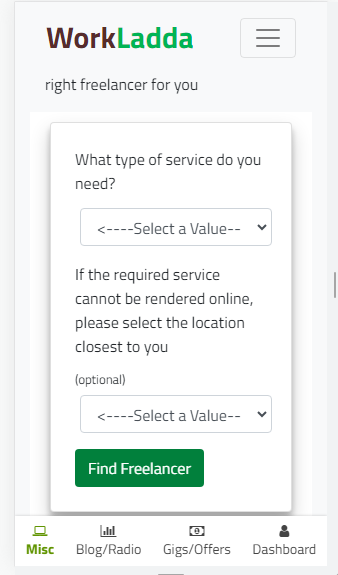 WorkLadda
right freelancer for you
What type of service do you
need?
<----Select a Value--
If the required service
cannot be rendered online,
please select the location
closest to you
(optional)
<----Select a Value--
Find Freelancer
Misc Blog/Radio Gigs/Offers Dashboard